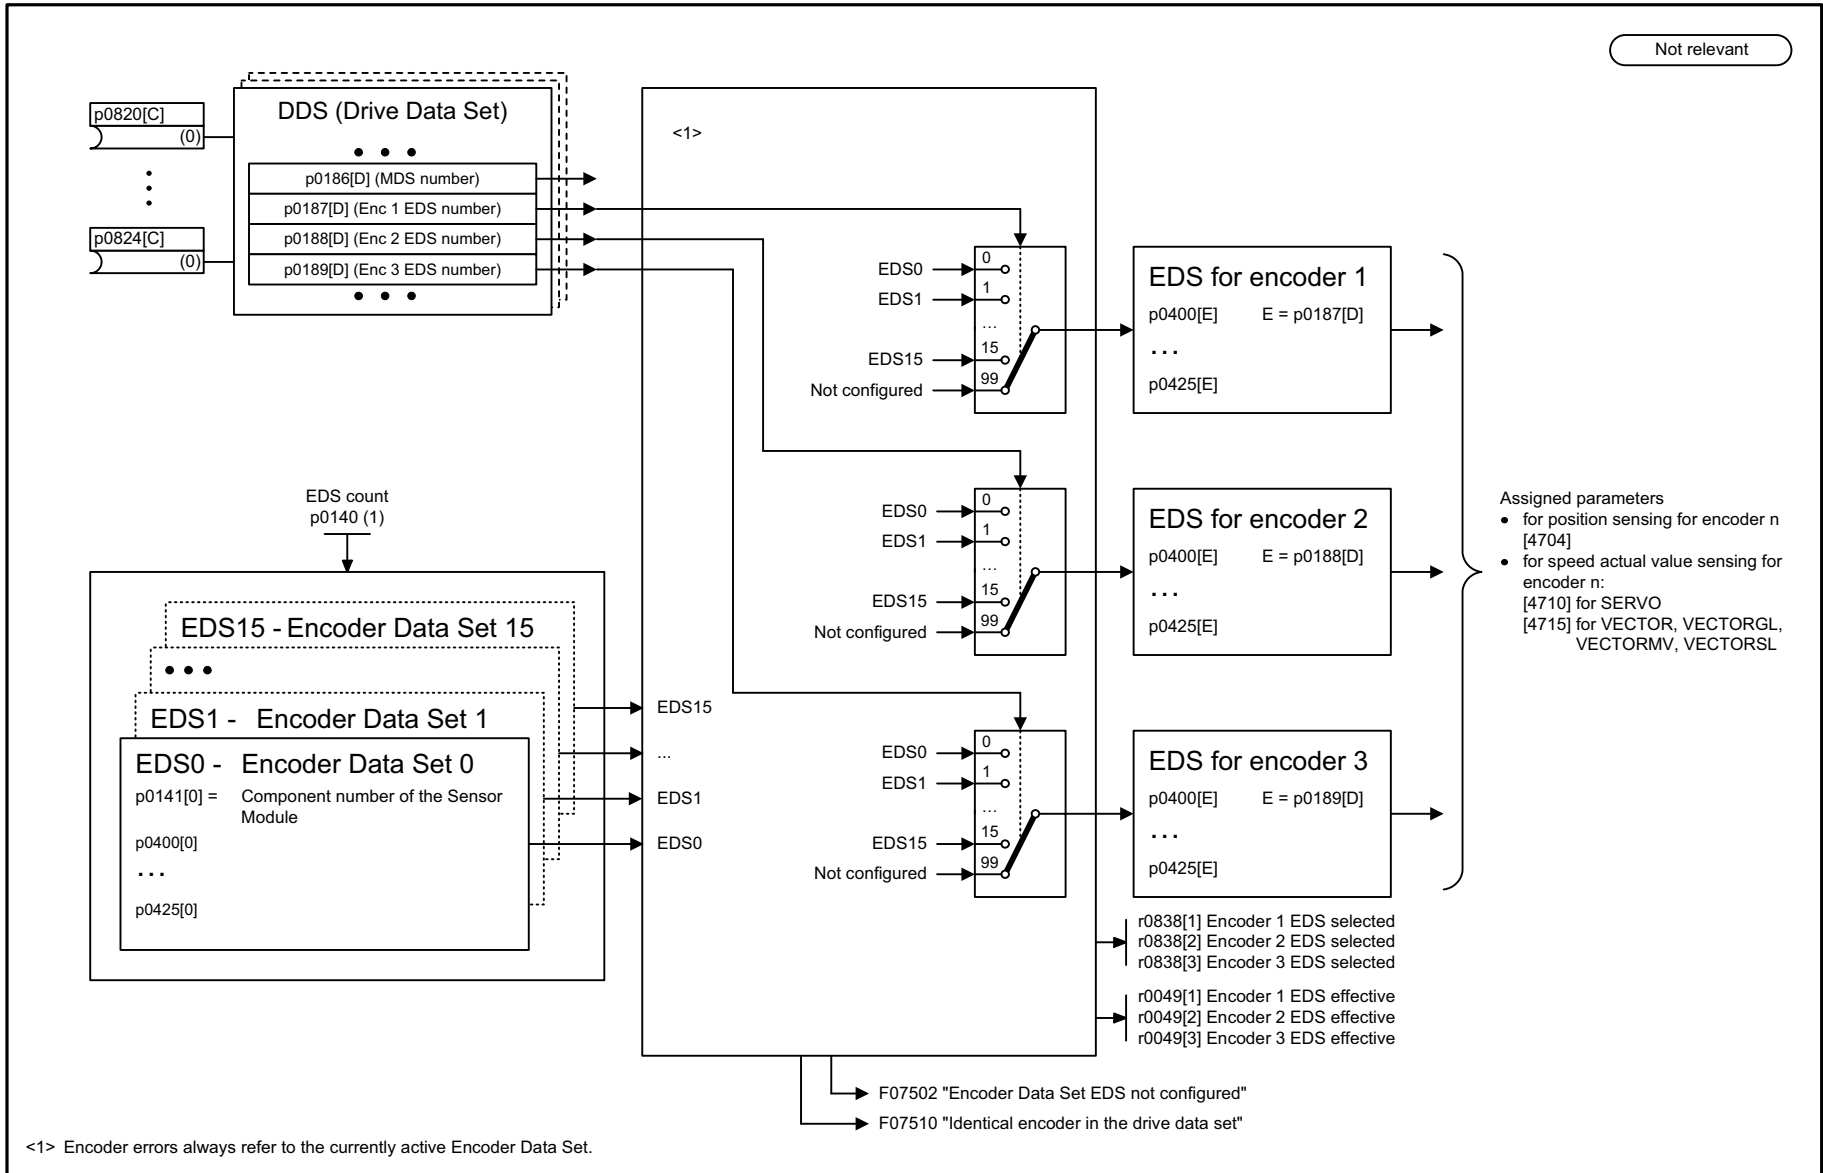 Not relevant
p0820[C]
(0)
p0824[C]
(0)
DDS (Drive Data Set)
p0186[D] (MDS number)
p0187[D] (Enc 1 EDS number)
p0188[D] (Enc 2 EDS number)
p0189[D] (Enc 3 EDS number)
<1>
EDS0
EDS1
EDS15
Not configured
0
1
...
15
99
EDS for encoder 1
p0400[E] E = p0187[D]
...
p0425[E]
EDS0
EDS1
EDS15
Not configured
0
1
...
15
99
EDS for encoder 2
p0400[E] E = p0188[D]
...
p0425[E]
EDS0
EDS1
EDS15
Not configured
0
1
...
15
99
EDS for encoder 3
p0400[E] E = p0189[D]
...
p0425[E]
Assigned parameters
• for position sensing for encoder n
[4704]
• for speed actual value sensing for
encoder n:
[4710] for SERVO
[4715] for VECTOR, VECTORGL,
VECTORMV, VECTORSL
EDS count
p0140 (1)
EDS15 - Encoder Data Set 15
EDS1 - Encoder Data Set 1
EDS0 - Encoder Data Set 0
p0141[0] = Component number of the Sensor
Module
p0400[0]
...
p0425[0]
EDS15
...
EDS1
EDS0
r0838[1] Encoder 1 EDS selected
r0838[2] Encoder 2 EDS selected
r0838[3] Encoder 3 EDS selected
r0049[1] Encoder 1 EDS effective
r0049[2] Encoder 2 EDS effective
r0049[3] Encoder 3 EDS effective
F07502 "Encoder Data Set EDS not configured"
F07510 "Identical encoder in the drive data set"
<1> Encoder errors always refer to the currently active Encoder Data Set.